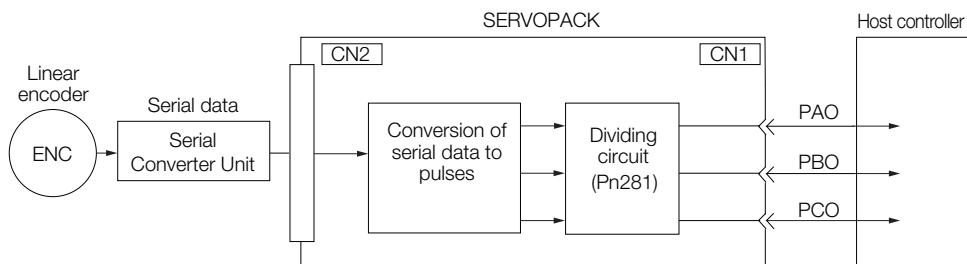 SERVOPACK
Host controller
CN2
CN1
Linear
encoder
Serial data
ENC
Serial
Converter Unit
Conversion of
serial data to
pulses
Dividing
circuit
(Pn281)
PAO
PBO
PCO